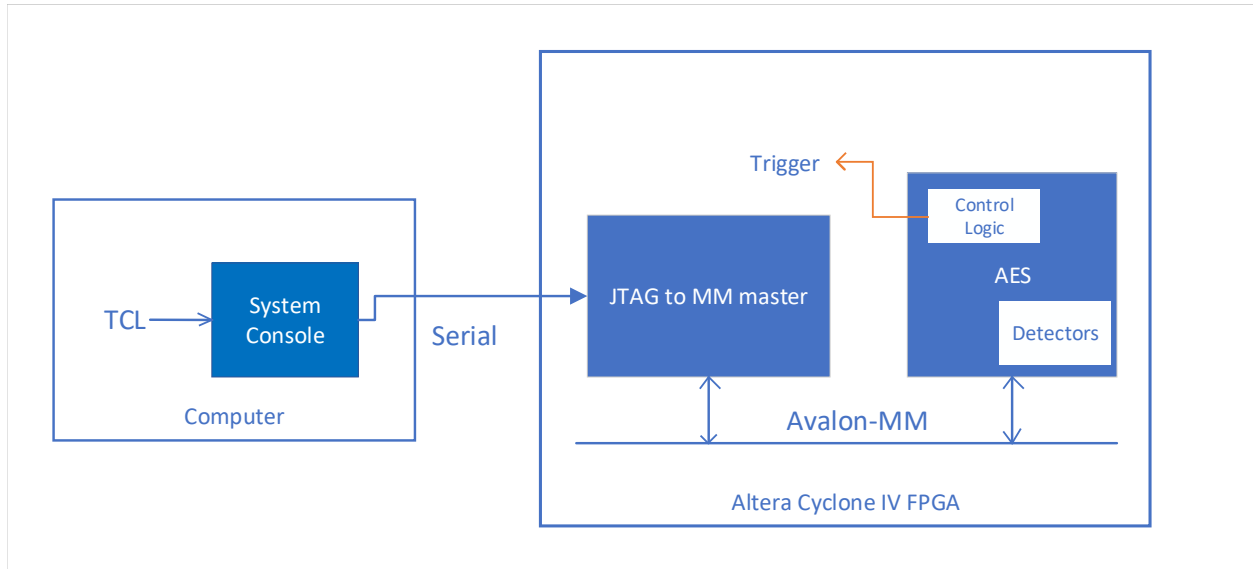 TCL
System
Console
Computer
Serial
Trigger
JTAG to MM master
Control
Logic
AES
Detectors
Avalon-MM
Altera Cyclone IV FPGA